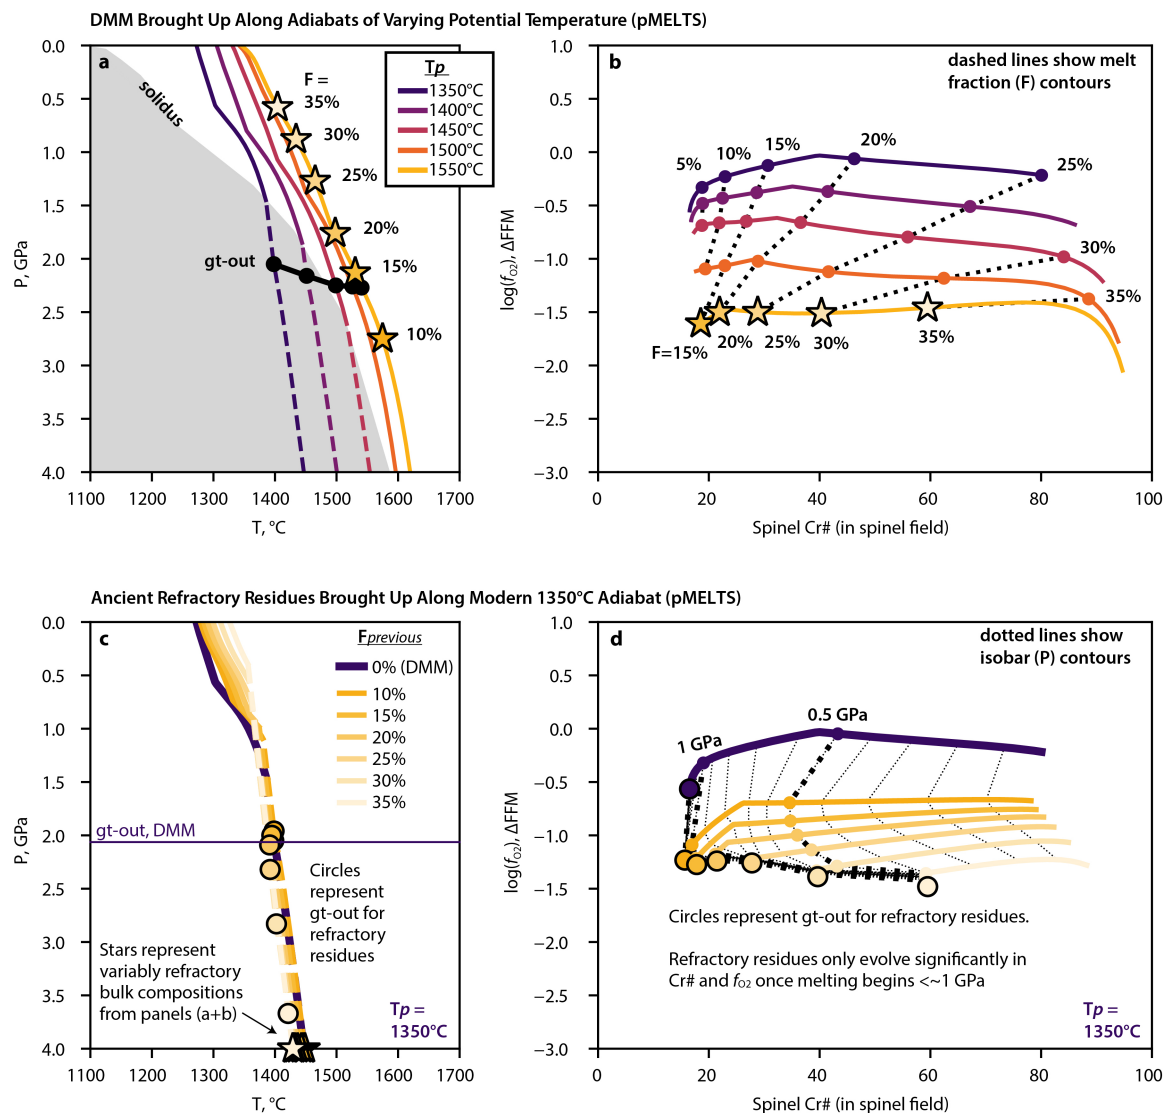 DMM Brought Up Along Adiabats of Varying Potential Temperature (pMELTS)
a
solidus
gt-out
F =
35%
30%
25%
20%
15%
10%
Tp
1350°C
1400°C
1450°C
1500°C
1550°C
0.0
0.5
1.0
1.5
2.0
2.5
3.0
3.5
4.0
P, GPa
1100 1200 1300 1400 1500 1600 1700
T, °C
b
dashed lines show melt
fraction (F) contours
5%
10%
15%
20%
25%
30%
35%
F=15%
20%
25%
30%
35%
1.0
0.5
0.0
−0.5
−1.0
−1.5
−2.0
−2.5
−3.0
log(fO2), ΔFFM
0 20 40 60 80 100
Spinel Cr# (in spinel field)
Ancient Refractory Residues Brought Up Along Modern 1350°C Adiabat (pMELTS)
c
Fprevious
0% (DMM)
10%
15%
20%
25%
30%
35%
gt-out, DMM
Circles
represent
gt-out for
refractory
residues
Stars represent
variably refractory
bulk compositions
from panels (a+b)
Tp =
1350°C
0.0
0.5
1.0
1.5
2.0
2.5
3.0
3.5
4.0
P, GPa
1100 1200 1300 1400 1500 1600 1700
T, °C
d
dotted lines show
isobar (P) contours
1 GPa
0.5 GPa
Circles represent gt-out for refractory residues.
Refractory residues only evolve significantly in
Cr# and fO2 once melting begins <~1 GPa
Tp =
1350°C
1.0
0.5
0.0
−0.5
−1.0
−1.5
−2.0
−2.5
−3.0
log(fO2), ΔFFM
0 20 40 60 80 100
Spinel Cr# (in spinel field)